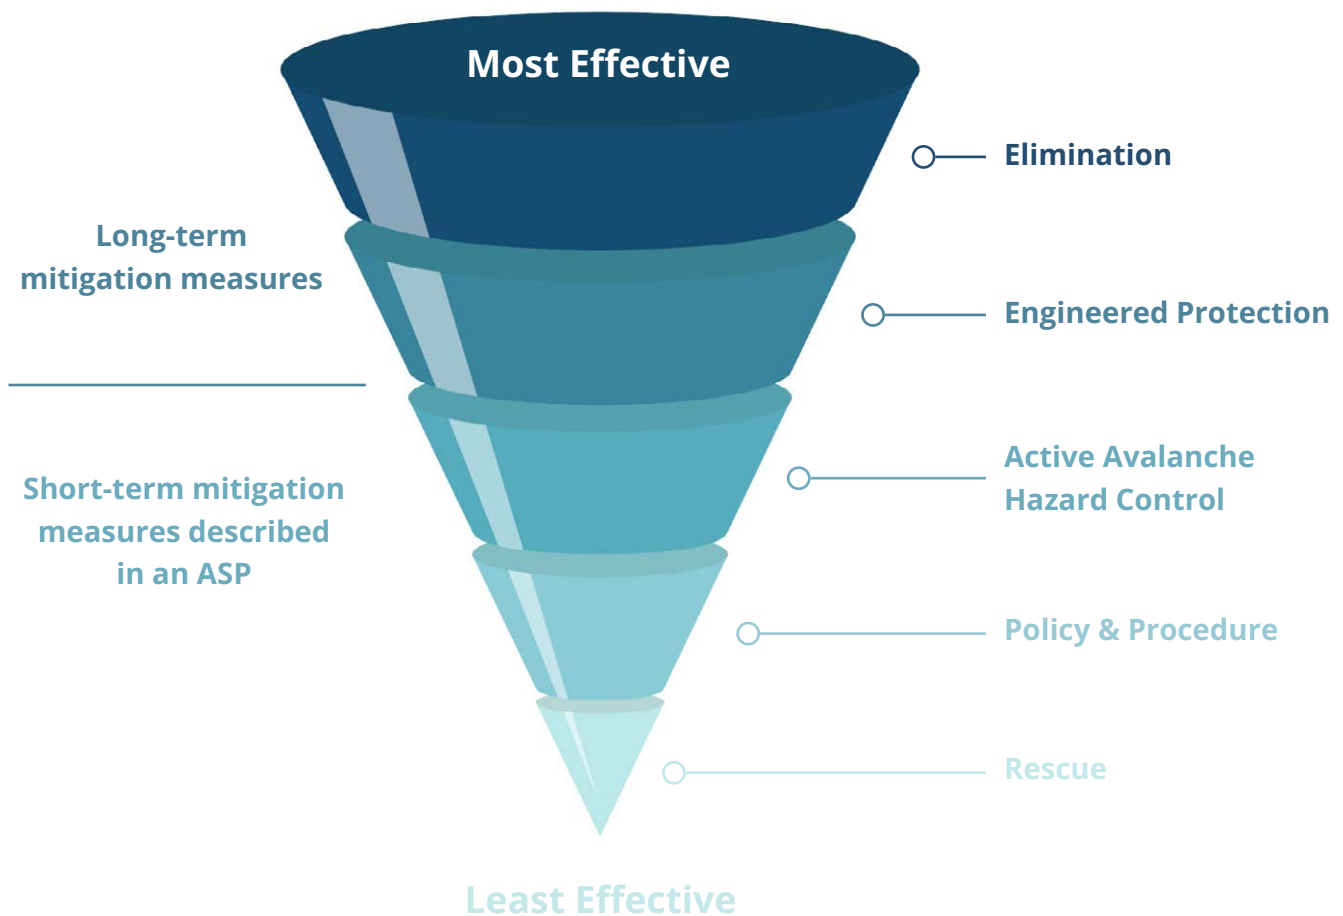 Most Effective
Elimination
Long-term
mitigation measures
Engineered Protection
Active Avalanche
Hazard Control
Short-term mitigation
measures described
in an ASP
Policy & Procedure
Rescue
Least Effective